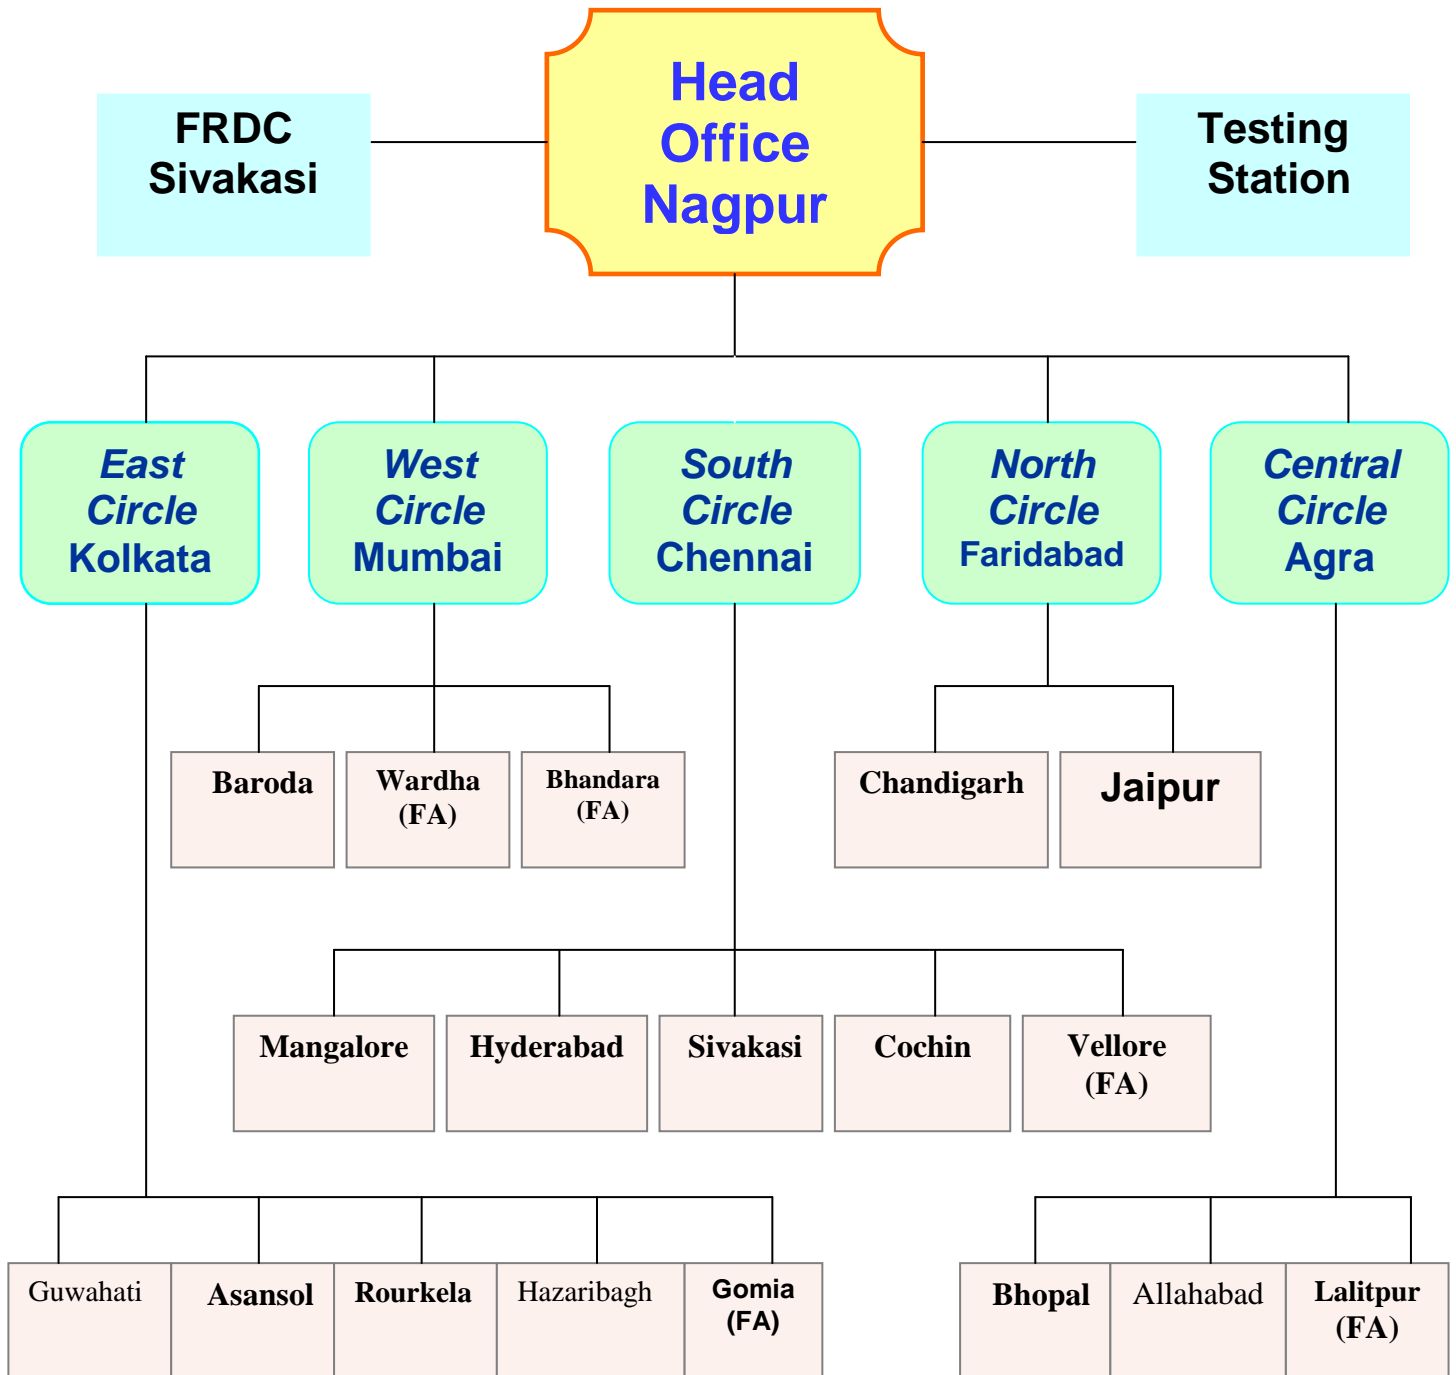 Head
Office
Nagpur
FRDC
Sivakasi
Testing
Station
East
Circle
Kolkata
West
Circle
Mumbai
South
Circle
Chennai
North
Circle
Faridabad
Central
Circle
Agra
Baroda
Wardha
(FA)
Bhandara
(FA)
Chandigarh
Jaipur
Mangalore
Hyderabad
Sivakasi
Cochin
Vellore
(FA)
Guwahati
Asansol
Rourkela
Hazaribagh
Gomia
(FA)
Bhopal
Allahabad
Lalitpur
(FA)